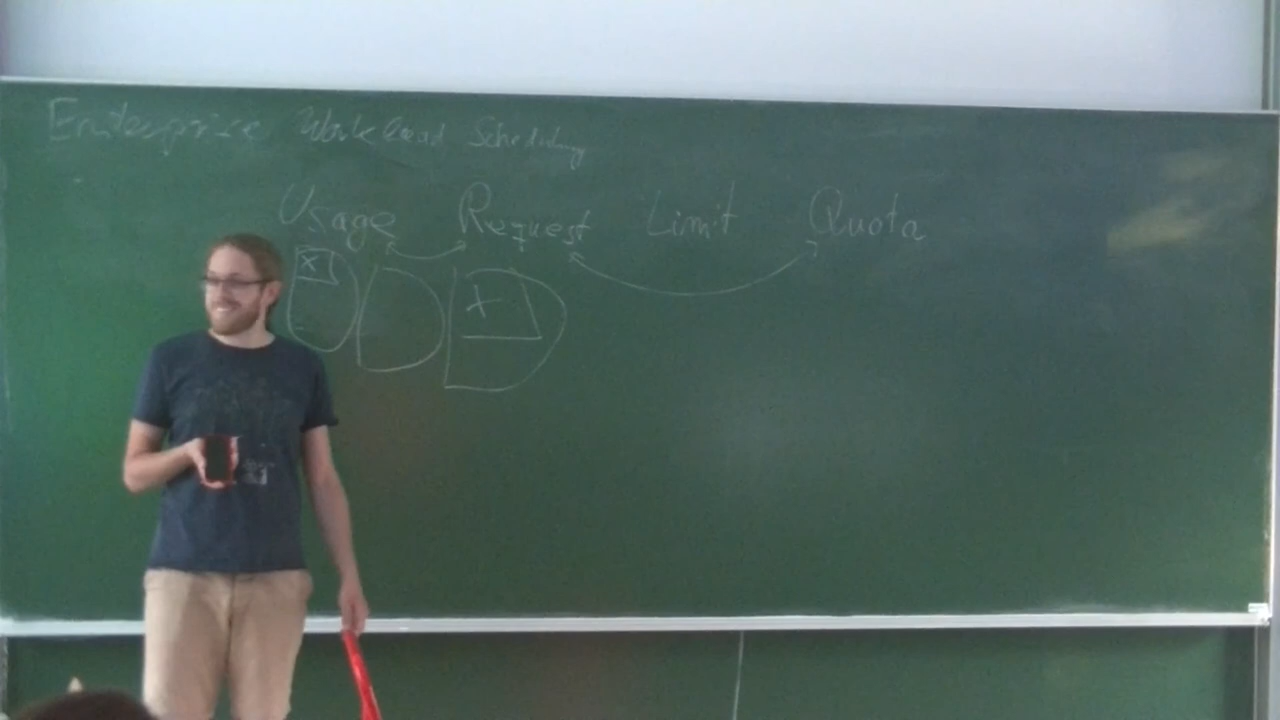 Enterprise Workload Scheduling
Usage Request Limit Quota
X
X